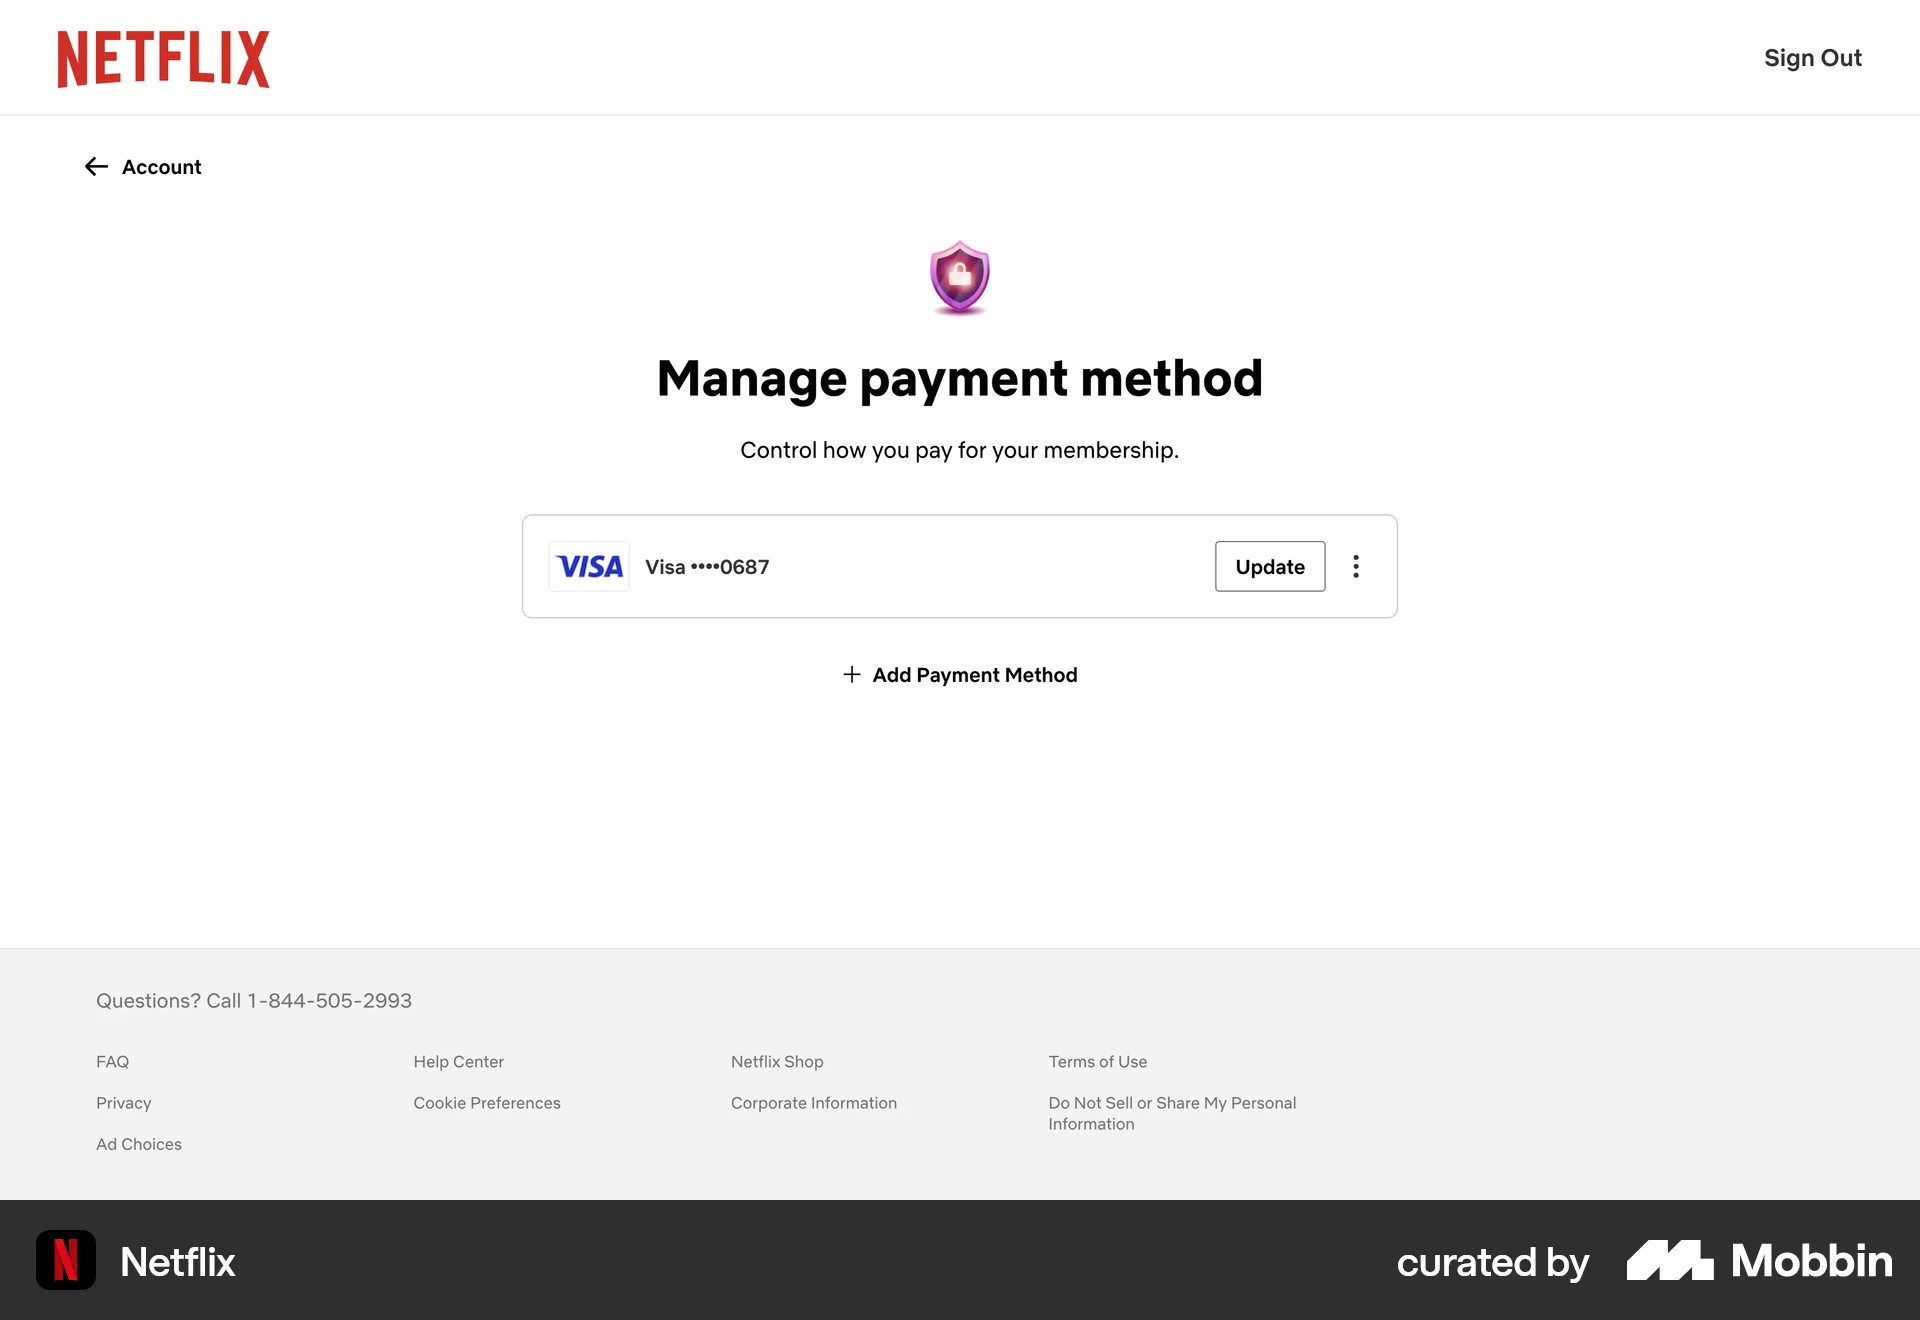 NETFLIX
Sign Out
Account
Manage payment method
Control how you pay for your membership.
VISA
Visa ••••0687
Update
Add Payment Method
Questions? Call 1-844-505-2993
FAQ
Help Center
Netflix Shop
Terms of Use
Privacy
Cookie Preferences
Corporate Information
Do Not Sell or Share My Personal
Information
Ad Choices
N
Netflix
curated by
Mobbin